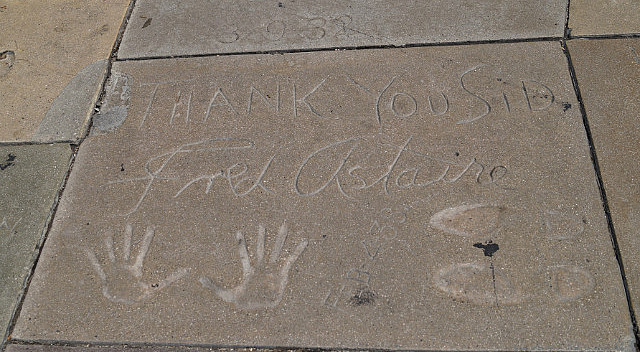 THANK YOU SID
Fred Astaire